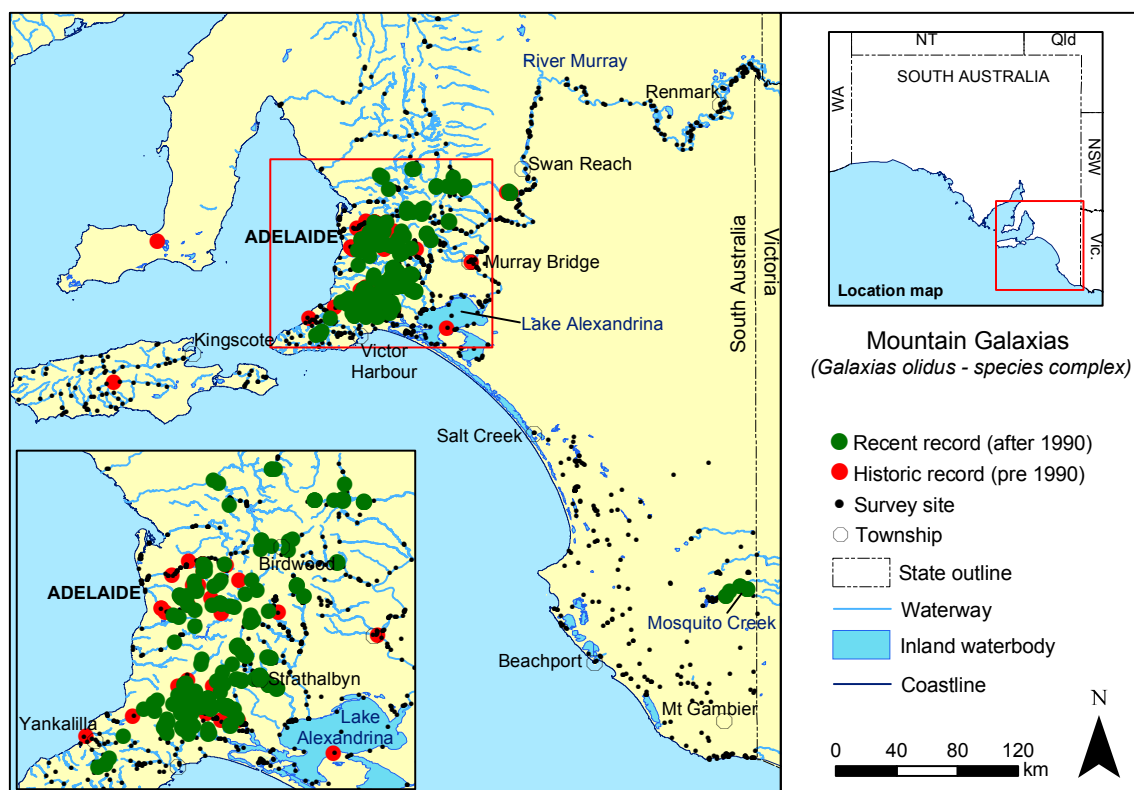 River Murray
Renmark
Swan Reach
ADELAIDE
Murray Bridge
Lake Alexandrina
South Australia
Victoria
Kingscote
Victor
Harbour
Salt Creek
Mosquito Creek
Beachport
Mt Gambier
Birdwood
ADELAIDE
Strathalbyn
Yankalilla
Lake
Alexandrina
NT
Qld
SOUTH AUSTRALIA
WA
NSW
Vic.
Location map
Mountain Galaxias
(Galaxias olidus - species complex)
Recent record (after 1990)
Historic record (pre 1990)
Survey site
Township
State outline
Waterway
Inland waterbody
Coastline
N
0 40 80 120
km